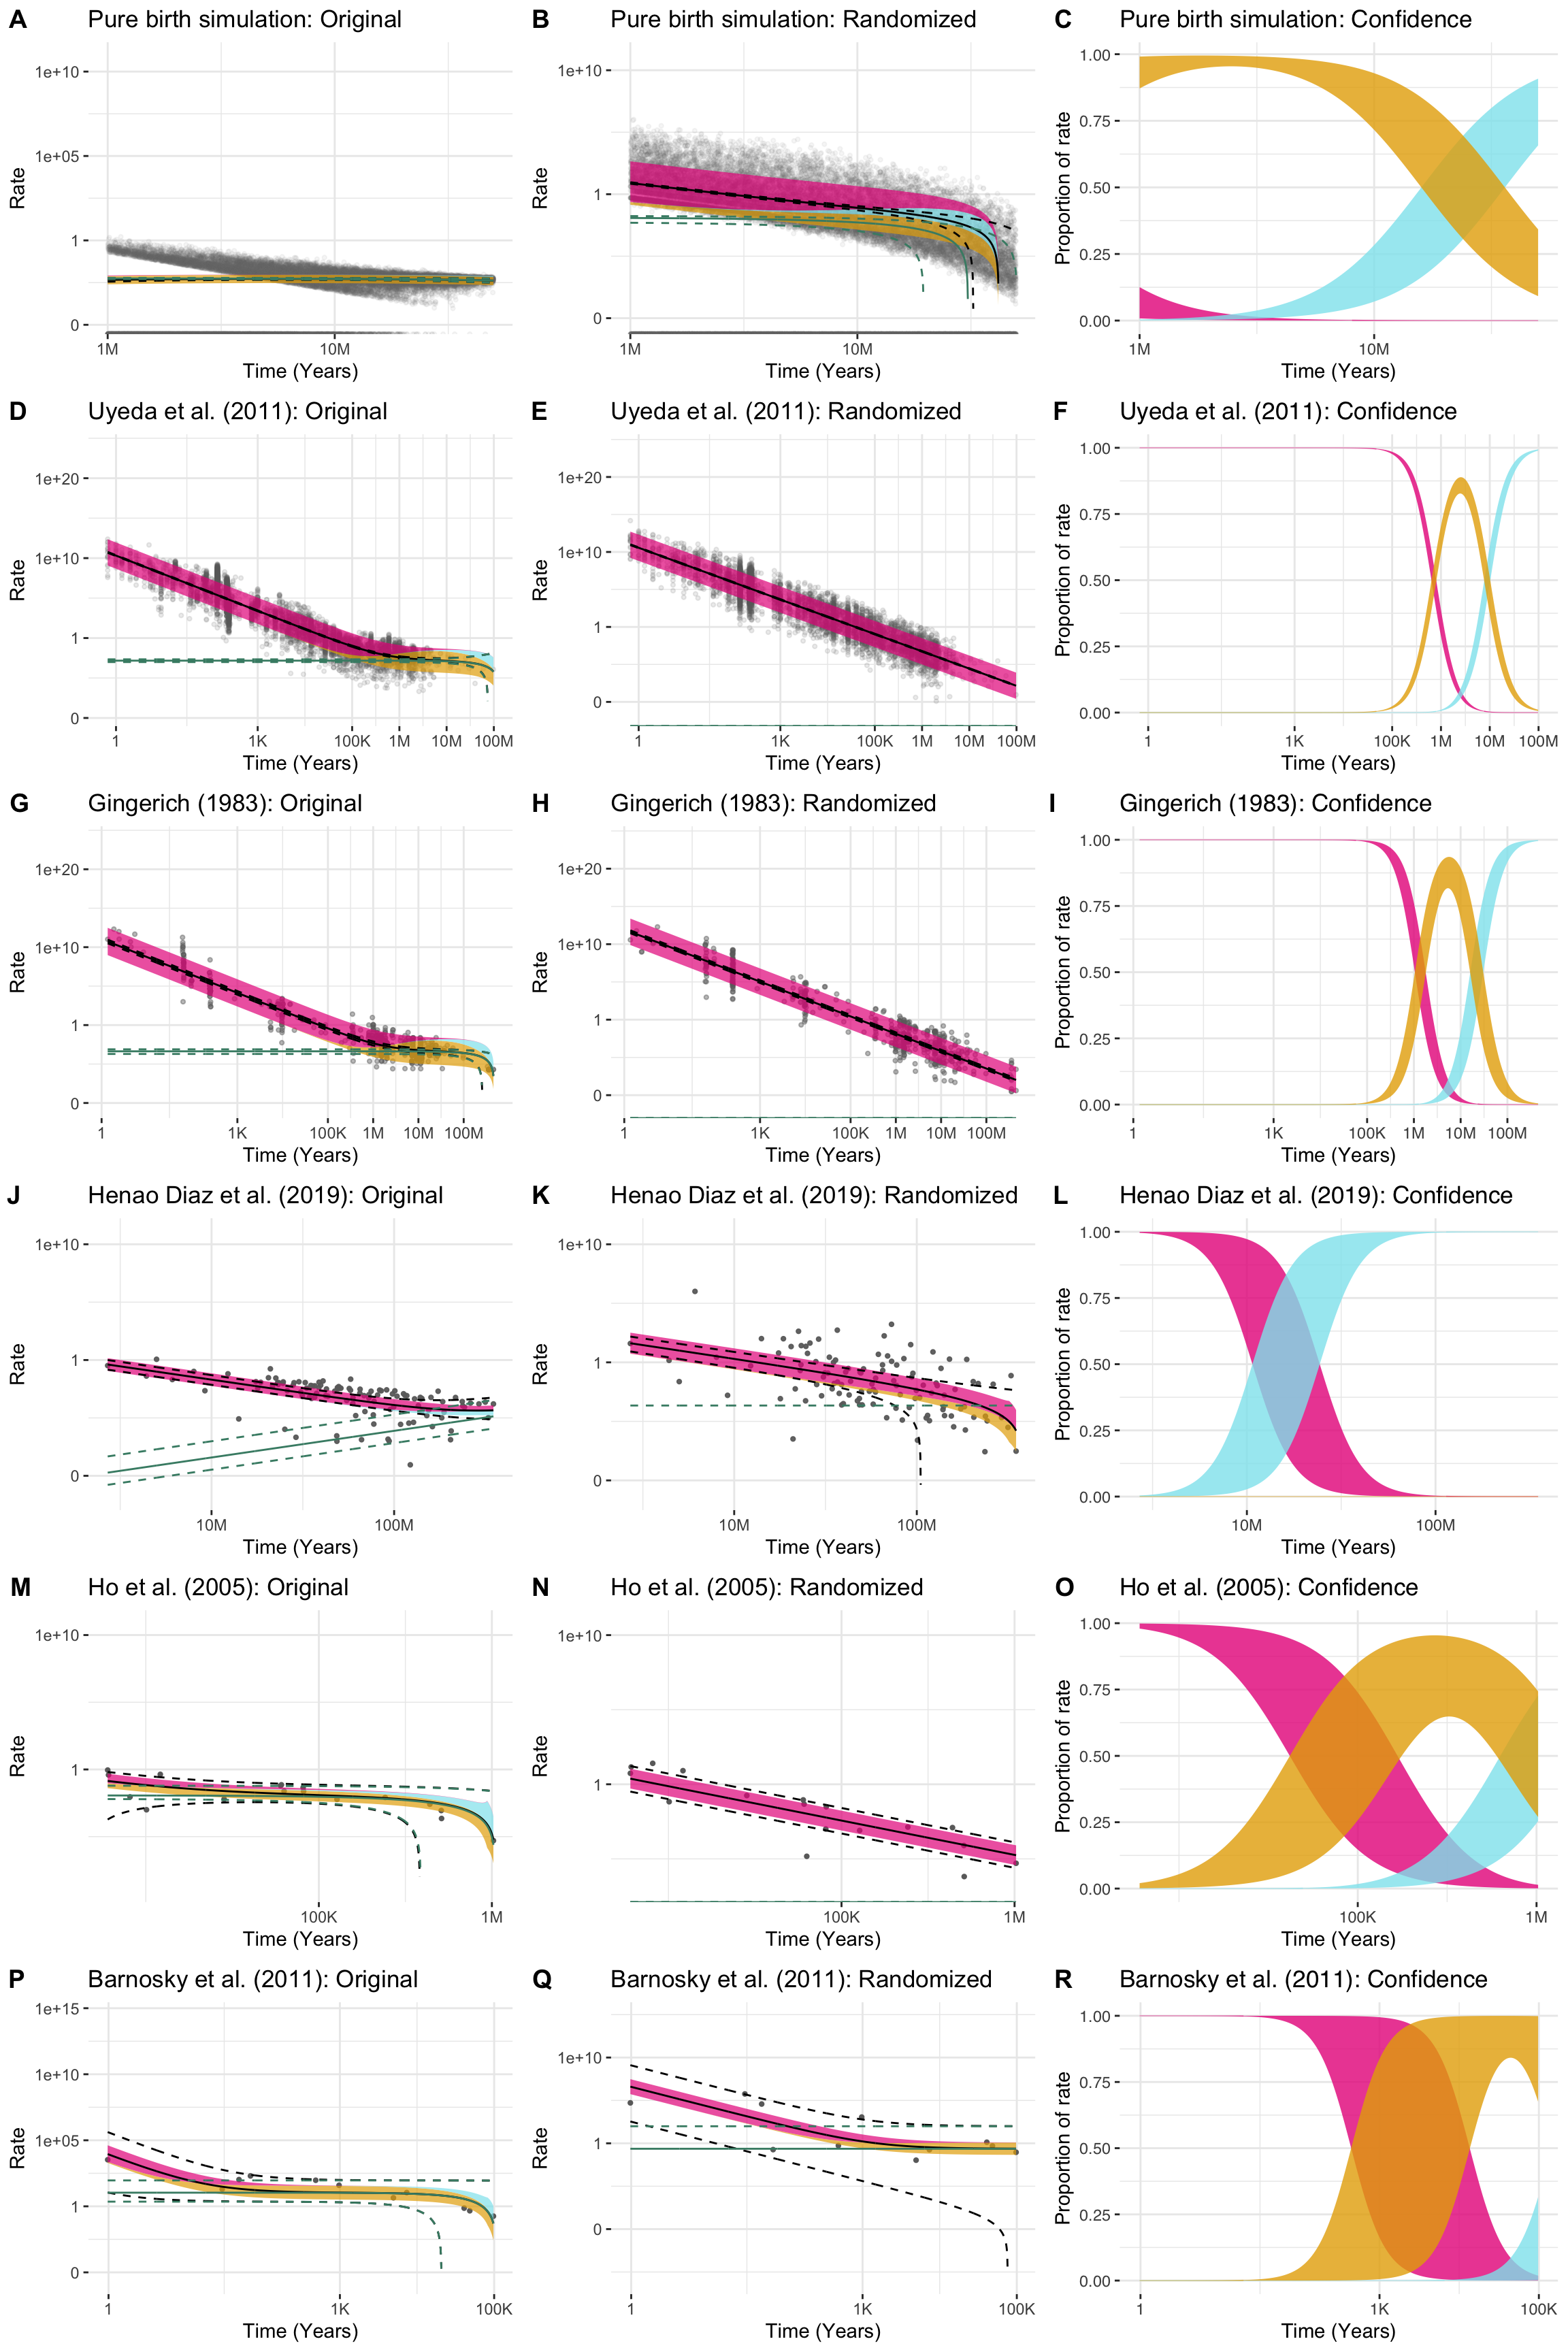 A Pure birth simulation: Original
1e+10
1e+05
1
0
Rate
1M 10M
Time (Years)
B Pure birth simulation: Randomized
1e+10
1
0
Rate
1M 10M
Time (Years)
C Pure birth simulation: Confidence
1.00
0.75
0.50
0.25
0.00
Proportion of rate
1M 10M
Time (Years)
D Uyeda et al. (2011): Original
1e+20
1e+10
1
0
Rate
1 1K 100K 1M 10M 100M
Time (Years)
E Uyeda et al. (2011): Randomized
1e+20
1e+10
1
0
Rate
1 1K 100K 1M 10M 100M
Time (Years)
F Uyeda et al. (2011): Confidence
1.00
0.75
0.50
0.25
0.00
Proportion of rate
1 1K 100K 1M 10M 100M
Time (Years)
G Gingerich (1983): Original
1e+20
1e+10
1
0
Rate
1 1K 100K 1M 10M 100M
Time (Years)
H Gingerich (1983): Randomized
1e+20
1e+10
1
0
Rate
1 1K 100K 1M 10M 100M
Time (Years)
I Gingerich (1983): Confidence
1.00
0.75
0.50
0.25
0.00
Proportion of rate
1 1K 100K 1M 10M 100M
Time (Years)
J Henao Diaz et al. (2019): Original
1e+10
1
0
Rate
10M 100M
Time (Years)
K Henao Diaz et al. (2019): Randomized
1e+10
1
0
Rate
10M 100M
Time (Years)
L Henao Diaz et al. (2019): Confidence
1.00
0.75
0.50
0.25
0.00
Proportion of rate
10M 100M
Time (Years)
M Ho et al. (2005): Original
1e+10
1
Rate
100K 1M
Time (Years)
N Ho et al. (2005): Randomized
1e+10
1
Rate
100K 1M
Time (Years)
O Ho et al. (2005): Confidence
1.00
0.75
0.50
0.25
0.00
Proportion of rate
100K 1M
Time (Years)
P Barnosky et al. (2011): Original
1e+15
1e+10
1e+05
1
0
Rate
1 1K 100K
Time (Years)
Q Barnosky et al. (2011): Randomized
1e+10
1
0
Rate
1 1K 100K
Time (Years)
R Barnosky et al. (2011): Confidence
1.00
0.75
0.50
0.25
0.00
Proportion of rate
1 1K 100K
Time (Years)